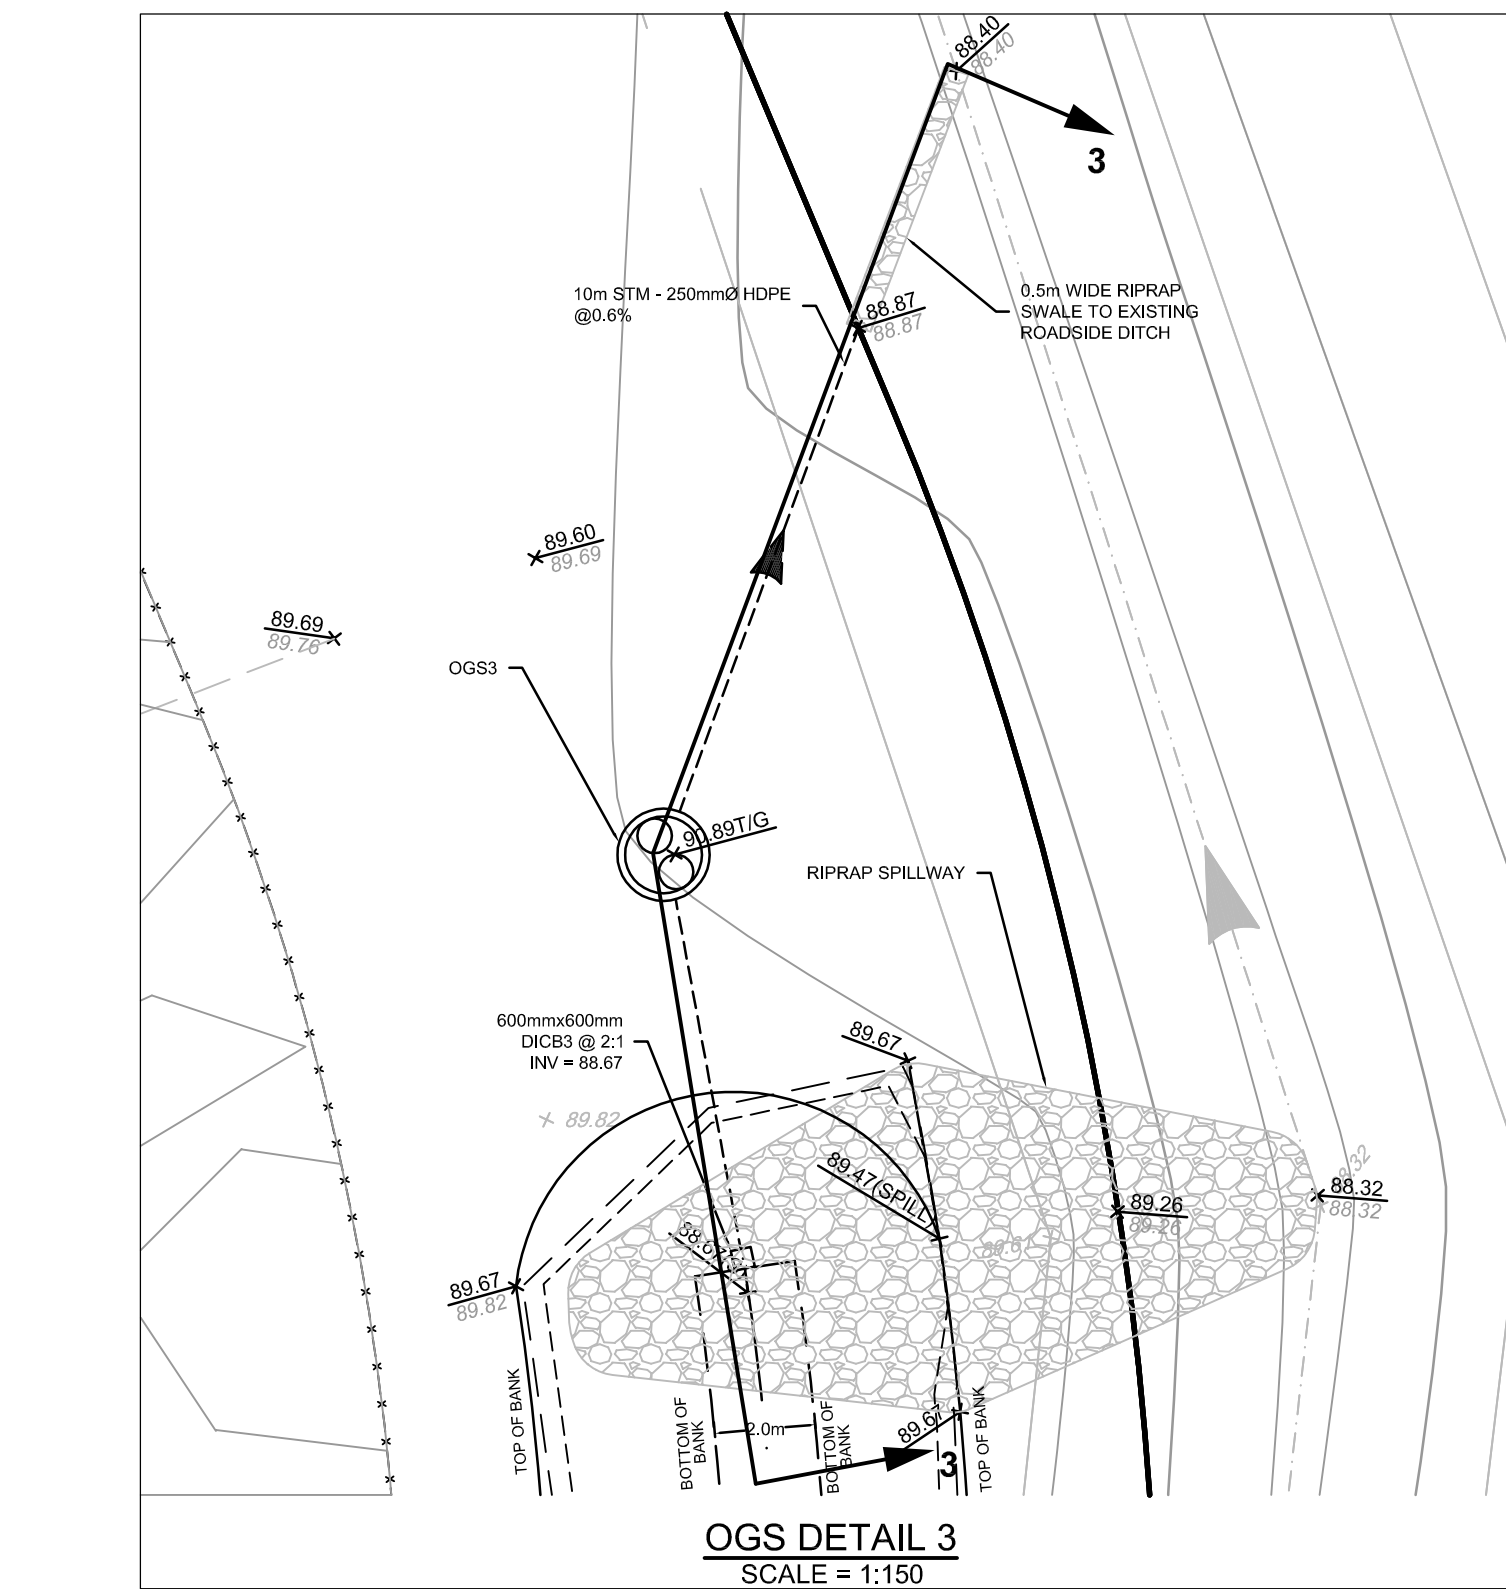 88.40
88.40
3
10m STM - 250mmØ HDPE
@0.6%
88.87
88.87
0.5m WIDE RIPRAP
SWALE TO EXISTING
ROADSIDE DITCH
89.60
89.69
89.69
89.76
OGS3
90.89T/G
RIPRAP SPILLWAY
600mmx600mm
DICB3 @ 2:1
INV = 88.67
89.67
89.82
89.47(SPILL)
88.32
88.32
88.32
89.26
89.26
89.67
89.82
TOP OF BANK
BOTTOM OF
BANK
2.0m
BOTTOM OF
BANK
89.67
3
TOP OF BANK
OGS DETAIL 3
SCALE = 1:150